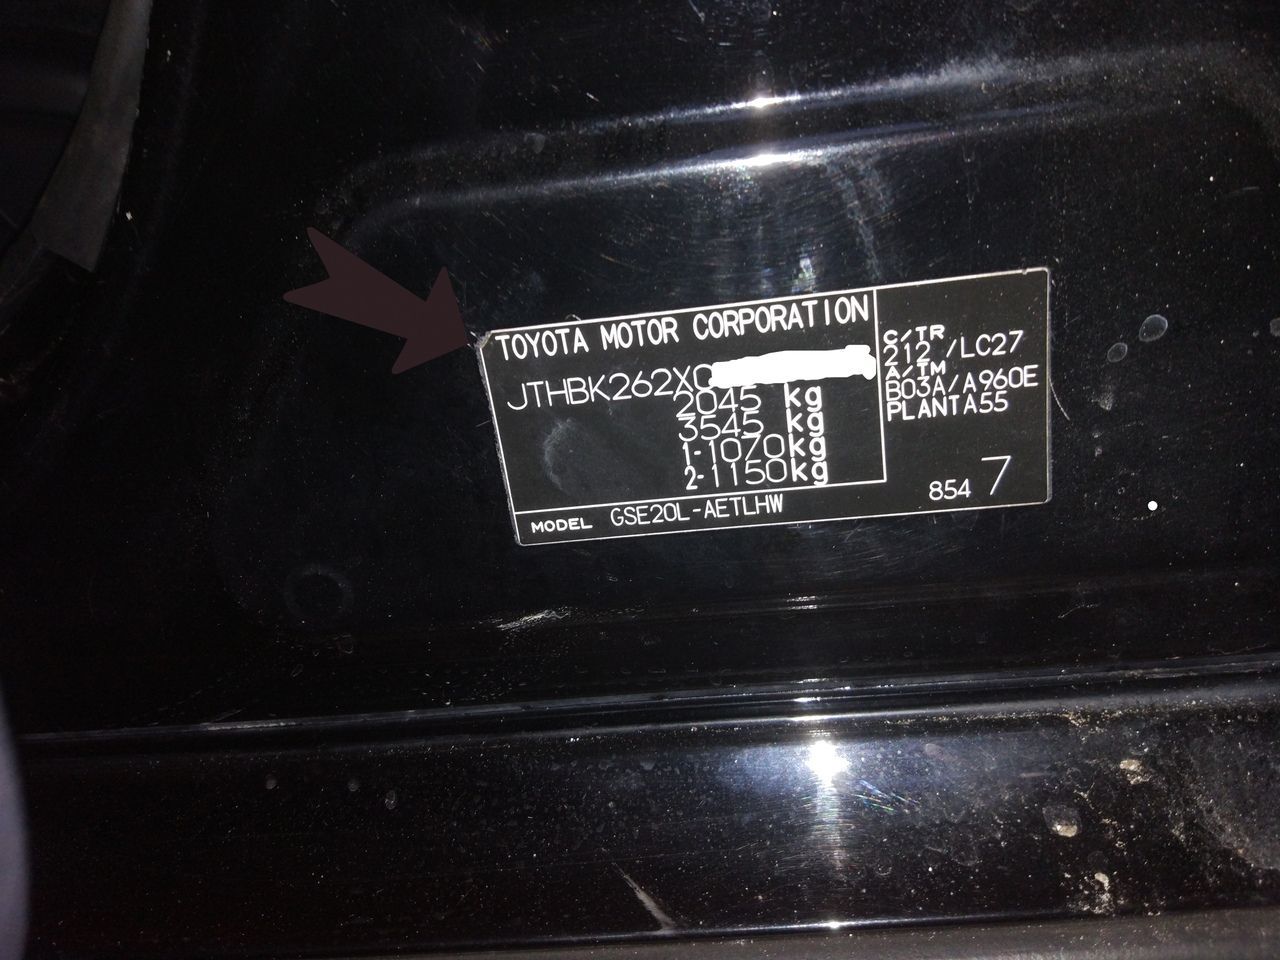 TOYOTA MOTOR CORPORATION
JTHBK262X0
2045 kg
3545 kg
1-1070kg
2-1150kg
MODEL GSE20L-AETLHW
C/TR
212 /LC27
A/TM
B03A/A960E
PLANTA55
854 7